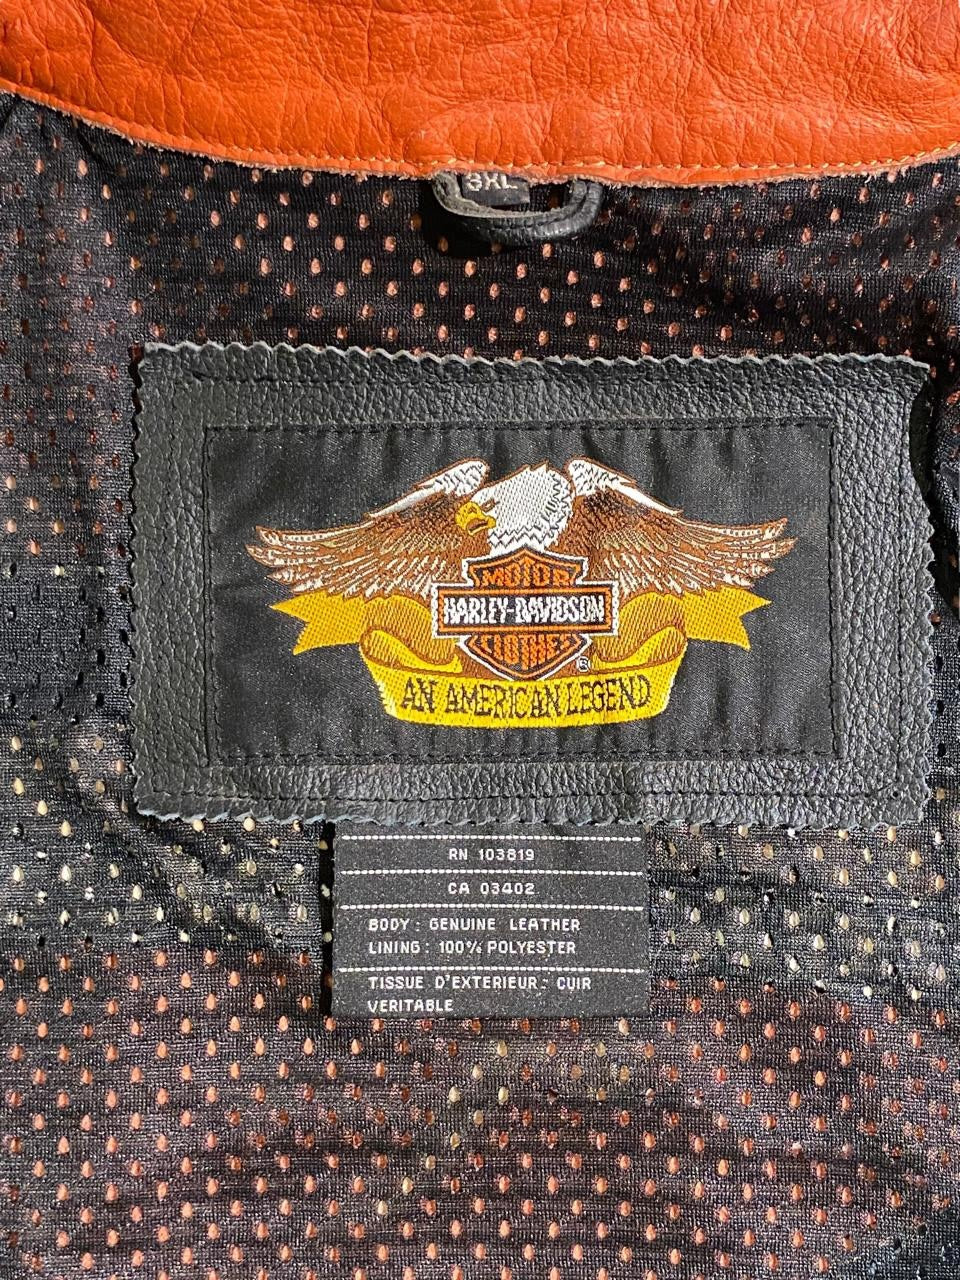 3XL
MOTOR
HARLEY-DAVIDSON
CLOTHES
®
AN AMERICAN LEGEND
RN 103819
CA 03402
BODY: GENUINE LEATHER
LINING: 100% POLYESTER
TISSUE D'EXTERIEUR: CUIR
VERITABLE